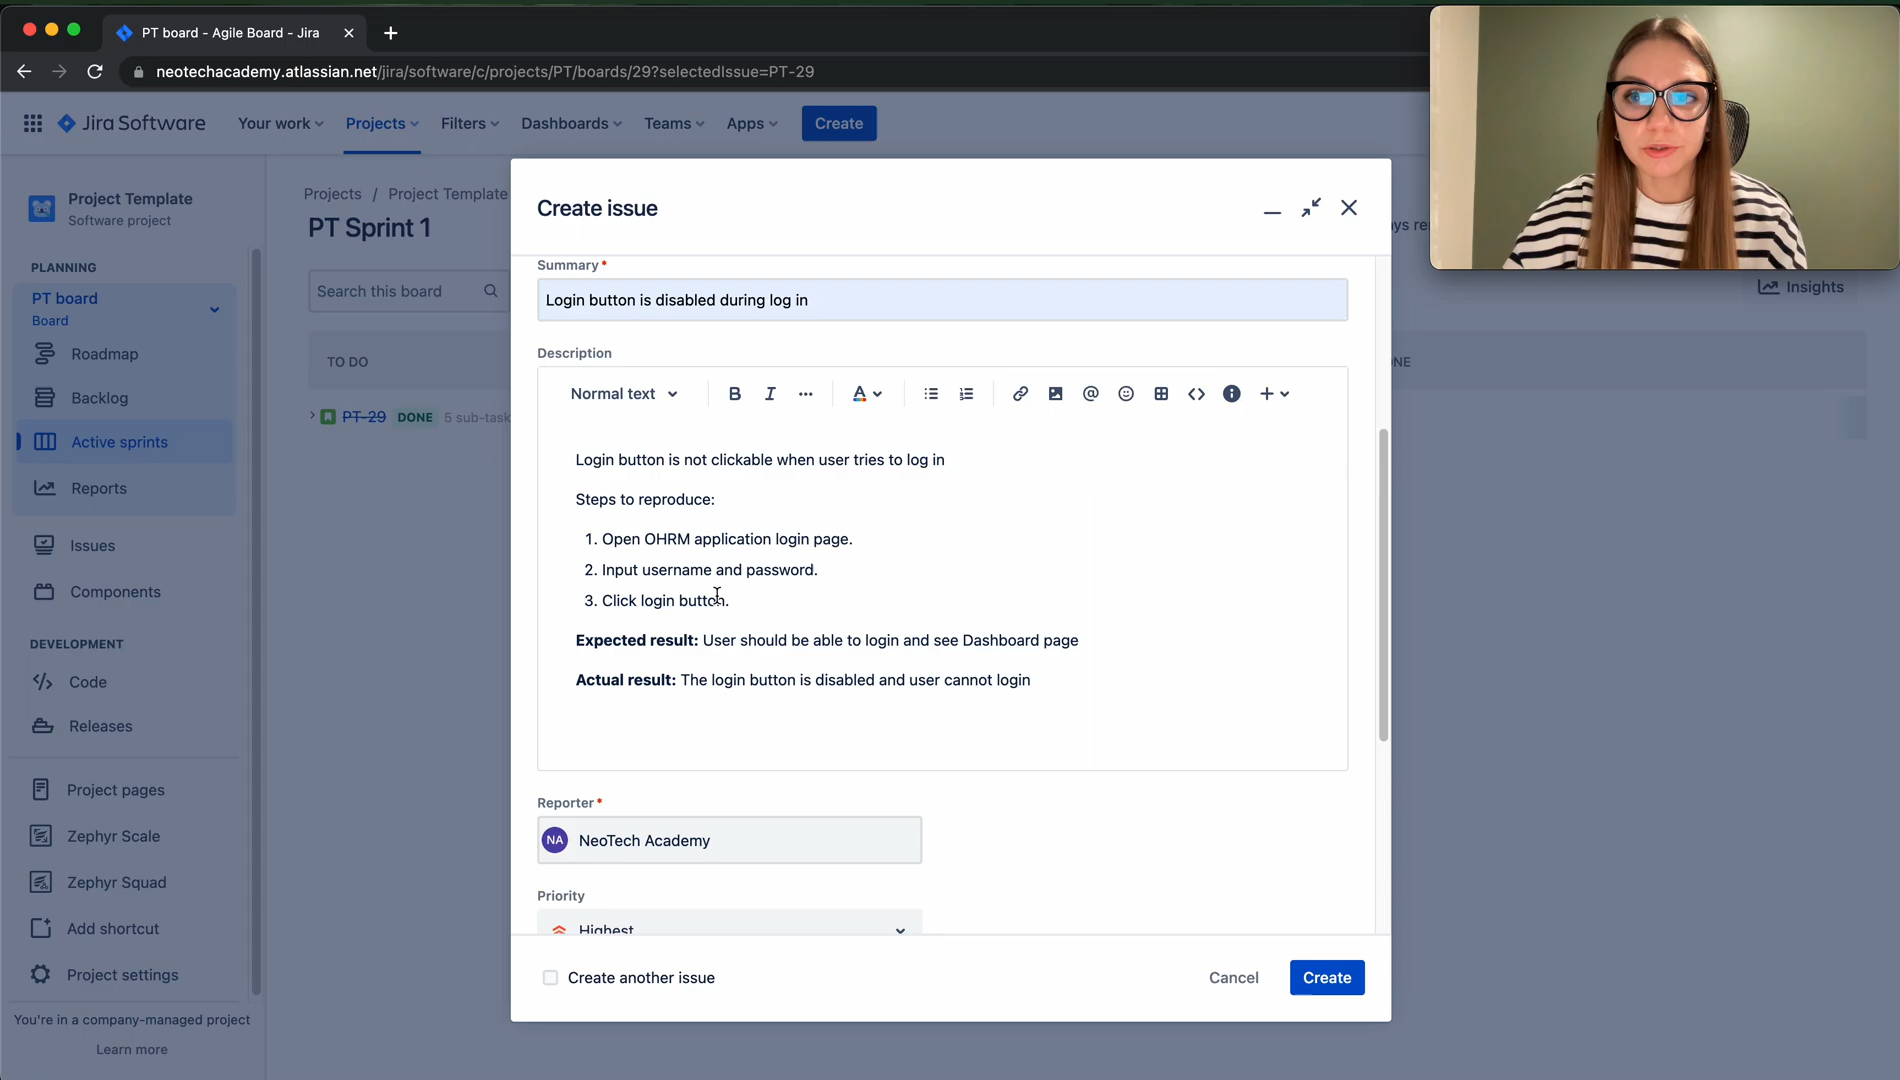 PT board - Agile Board - Jira
neotechacademy.atlassian.net/jira/software/c/projects/PT/boards/29?selectedIssue=PT-29
Jira Software
Your work
Projects
Filters
Dashboards
Teams
Apps
Create
Project Template
Software project
PLANNING
PT board
Board
Roadmap
Backlog
Active sprints
Reports
Issues
Components
DEVELOPMENT
Code
Releases
Project pages
Zephyr Scale
Zephyr Squad
Add shortcut
Project settings
You're in a company-managed project
Learn more
Projects / Project Template
PT Sprint 1
Search this board
Insights
TO DO
NE
PT-29 DONE 5 sub-task
Create issue
Summary*
Login button is disabled during log in
Description
Normal text
Login button is not clickable when user tries to log in
Steps to reproduce:
1. Open OHRM application login page.
2. Input username and password.
3. Click login button.
Expected result: User should be able to login and see Dashboard page
Actual result: The login button is disabled and user cannot login
Reporter*
NA NeoTech Academy
Priority
Highest
Create another issue
Cancel
Create